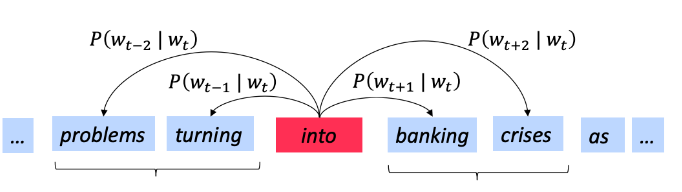 P(w_{t−2} | w_t) P(w_{t+2} | w_t)
P(w_{t−1} | w_t) P(w_{t+1} | w_t)
... problems turning into banking crises as ...